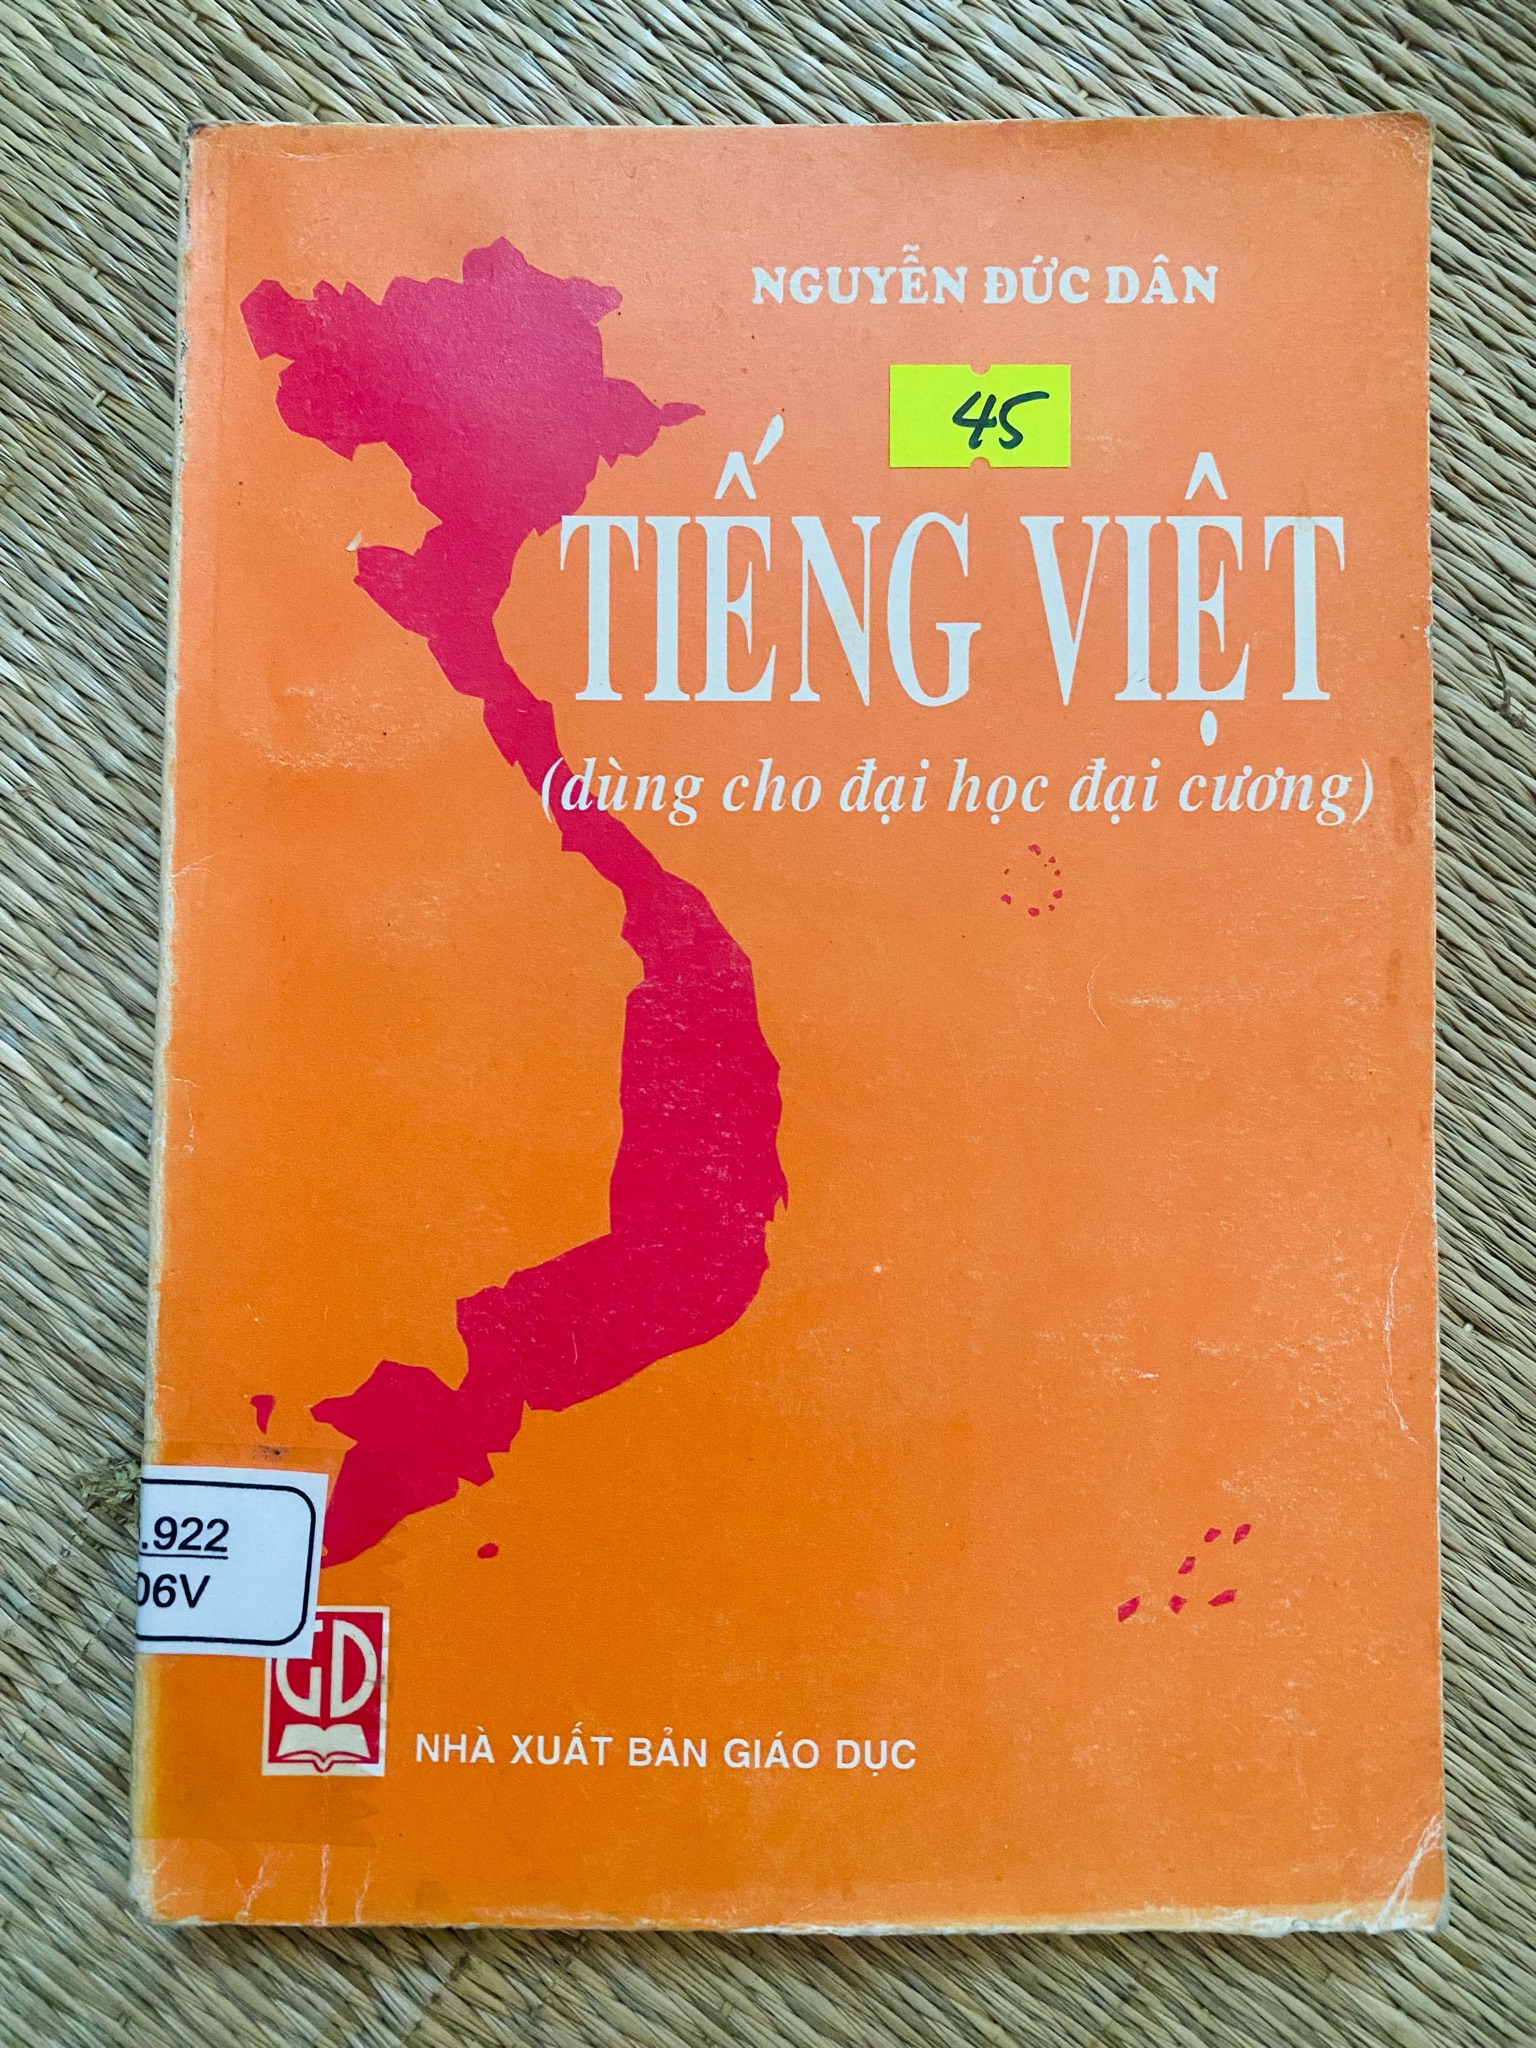 NGUYỄN ĐỨC DÂN
45
TIẾNG VIỆT
(dùng cho đại học đại cương)
.922
06V
GD
NHÀ XUẤT BẢN GIÁO DỤC